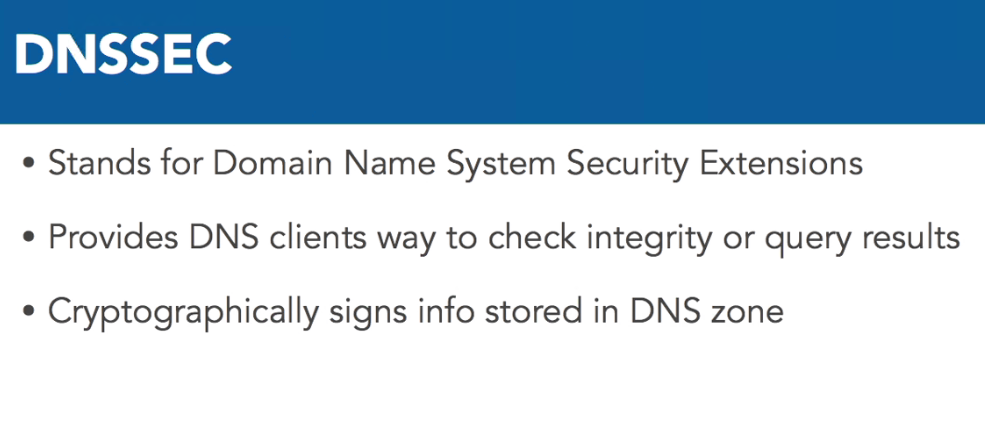 DNSSEC
• Stands for Domain Name System Security Extensions
• Provides DNS clients way to check integrity or query results
• Cryptographically signs info stored in DNS zone